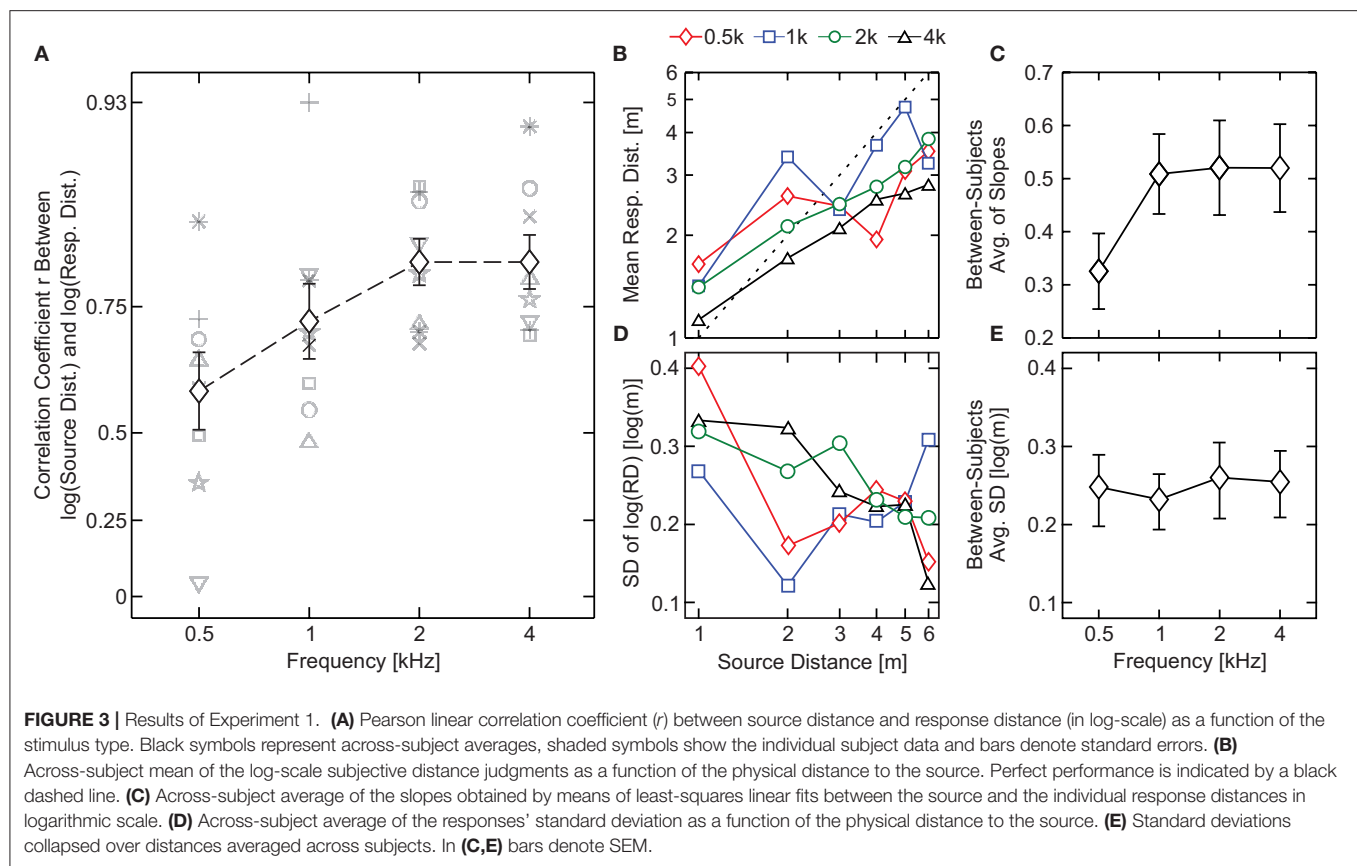 0.5k 1k 2k 4k
A
Correlation Coefficient r Between
log(Source Dist.) and log(Resp. Dist.)
0.93
0.75
0.5
0.25
0
0.5 1 2 4
Frequency [kHz]
B
Mean Resp. Dist. [m]
6
5
4
3
2
1
C
Between-Subjects
Avg. of Slopes
0.6
0.5
0.4
0.3
0.2
D
SD of log(RD) [log(m)]
0.4
0.3
0.2
0.1
1 2 3 4 5 6
Source Distance [m]
E
Between-Subjects
Avg. SD [log(m)]
0.4
0.3
0.2
0.1
0.5 1 2 4
Frequency [kHz]
FIGURE 3 | Results of Experiment 1. (A) Pearson linear correlation coefficient (r) between source distance and response distance (in log-scale) as a function of the
stimulus type. Black symbols represent across-subject averages, shaded symbols show the individual subject data and bars denote standard errors. (B)
Across-subject mean of the log-scale subjective distance judgments as a function of the physical distance to the source. Perfect performance is indicated by a black
dashed line. (C) Across-subject average of the slopes obtained by means of least-squares linear fits between the source and the individual response distances in
logarithmic scale. (D) Across-subject average of the responses' standard deviation as a function of the physical distance to the source. (E) Standard deviations
collapsed over distances averaged across subjects. In (C,E) bars denote SEM.